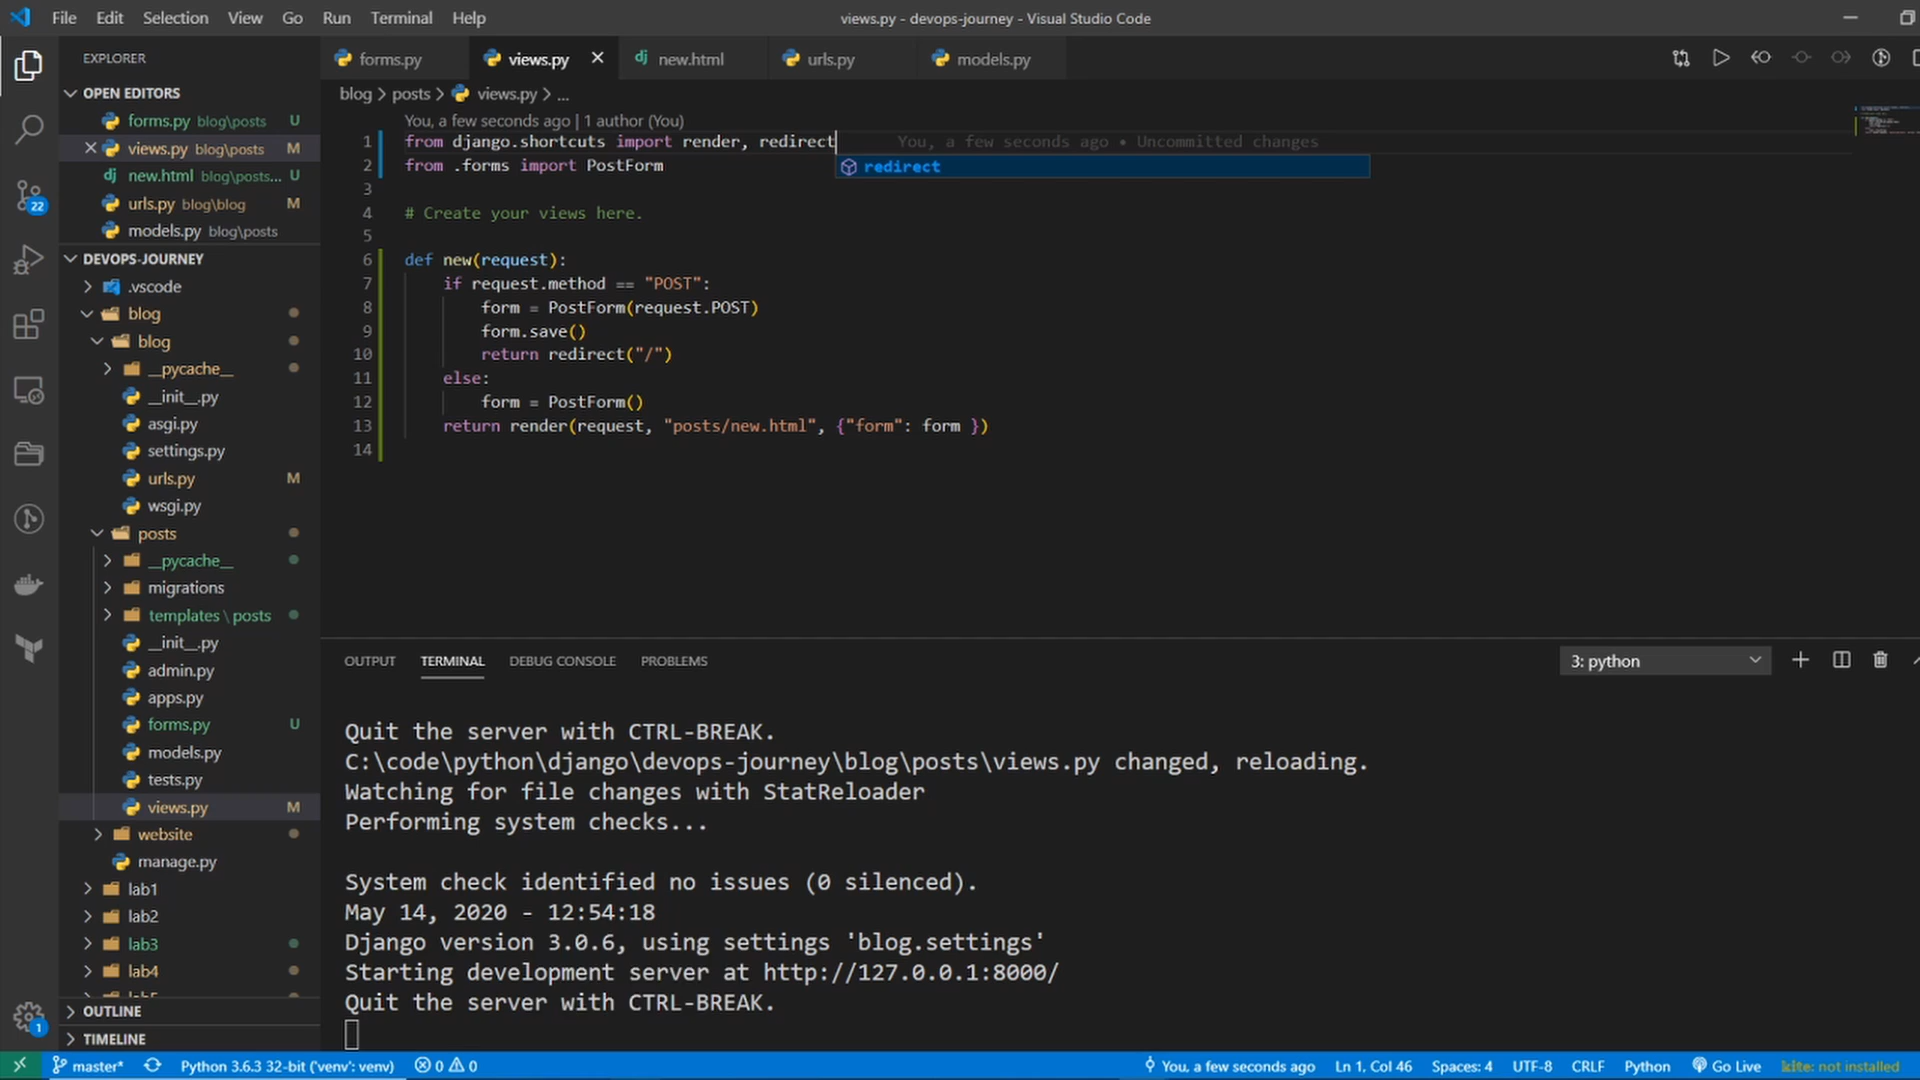 File Edit Selection View Go Run Terminal Help
views.py - devops-journey - Visual Studio Code
EXPLORER
OPEN EDITORS
forms.py blog\posts U
views.py blog\posts M
new.html blog\posts... U
urls.py blog\blog M
models.py blog\posts
DEVOPS-JOURNEY
.vscode
blog
blog
__pycache__
__init__.py
asgi.py
settings.py
urls.py M
wsgi.py
posts
__pycache__
migrations
templates \ posts
__init__.py
admin.py
apps.py
forms.py U
models.py
tests.py
views.py M
website
manage.py
lab1
lab2
lab3
lab4
OUTLINE
TIMELINE
22
1
forms.py views.py new.html urls.py models.py
blog > posts > views.py > ...
You, a few seconds ago | 1 author (You)
1 from django.shortcuts import render, redirect You, a few seconds ago • Uncommitted changes
redirect
2 from .forms import PostForm
3
4 # Create your views here.
5
6 def new(request):
7 if request.method == "POST":
8 form = PostForm(request.POST)
9 form.save()
10 return redirect("/")
11 else:
12 form = PostForm()
13 return render(request, "posts/new.html", {"form": form })
14
OUTPUT TERMINAL DEBUG CONSOLE PROBLEMS
3: python
Quit the server with CTRL-BREAK.
C:\code\python\django\devops-journey\blog\posts\views.py changed, reloading.
Watching for file changes with StatReloader
Performing system checks...
System check identified no issues (0 silenced).
May 14, 2020 - 12:54:18
Django version 3.0.6, using settings 'blog.settings'
Starting development server at http://127.0.0.1:8000/
Quit the server with CTRL-BREAK.
master* Python 3.6.3 32-bit ('venv': venv) 0 0 You, a few seconds ago Ln 1, Col 46 Spaces: 4 UTF-8 CRLF Python Go Live kite: not installed